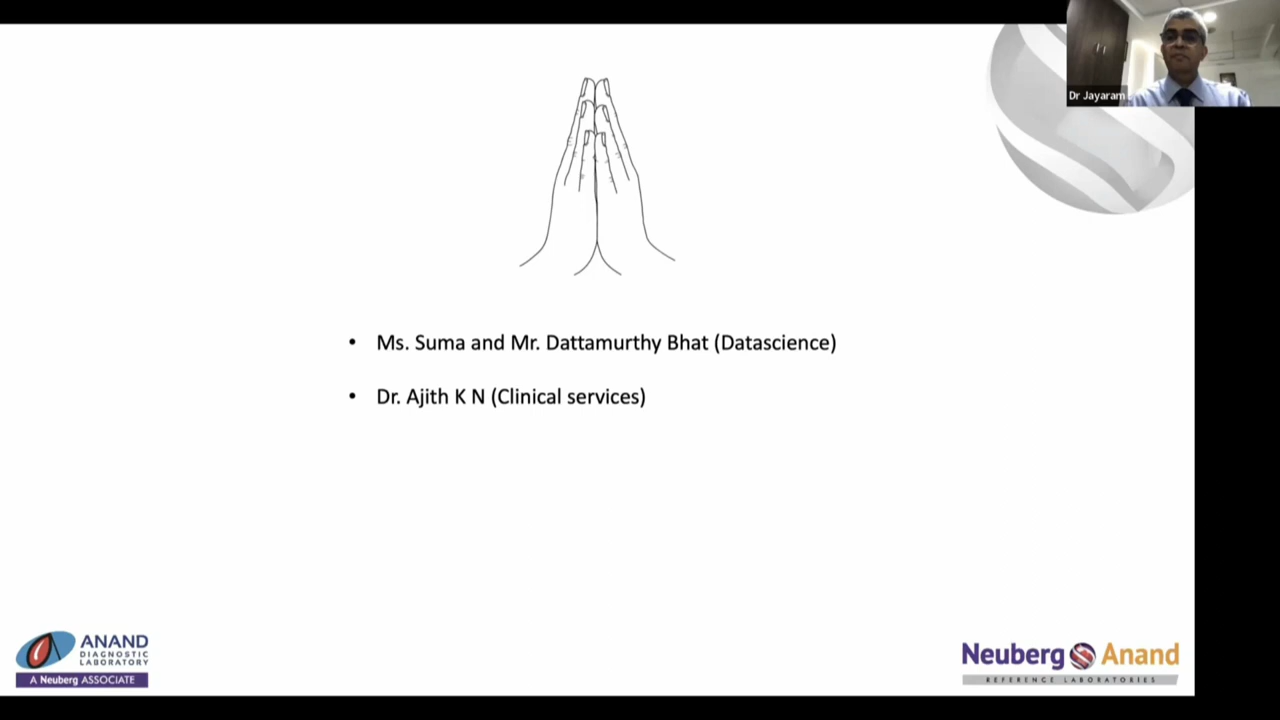 Dr Jayaram
• Ms. Suma and Mr. Dattamurthy Bhat (Datascience)
• Dr. Ajith K N (Clinical services)
ANAND
DIAGNOSTIC
LABORATORY
A Neuberg ASSOCIATE
Neuberg Anand
REFERENCE LABORATORIES